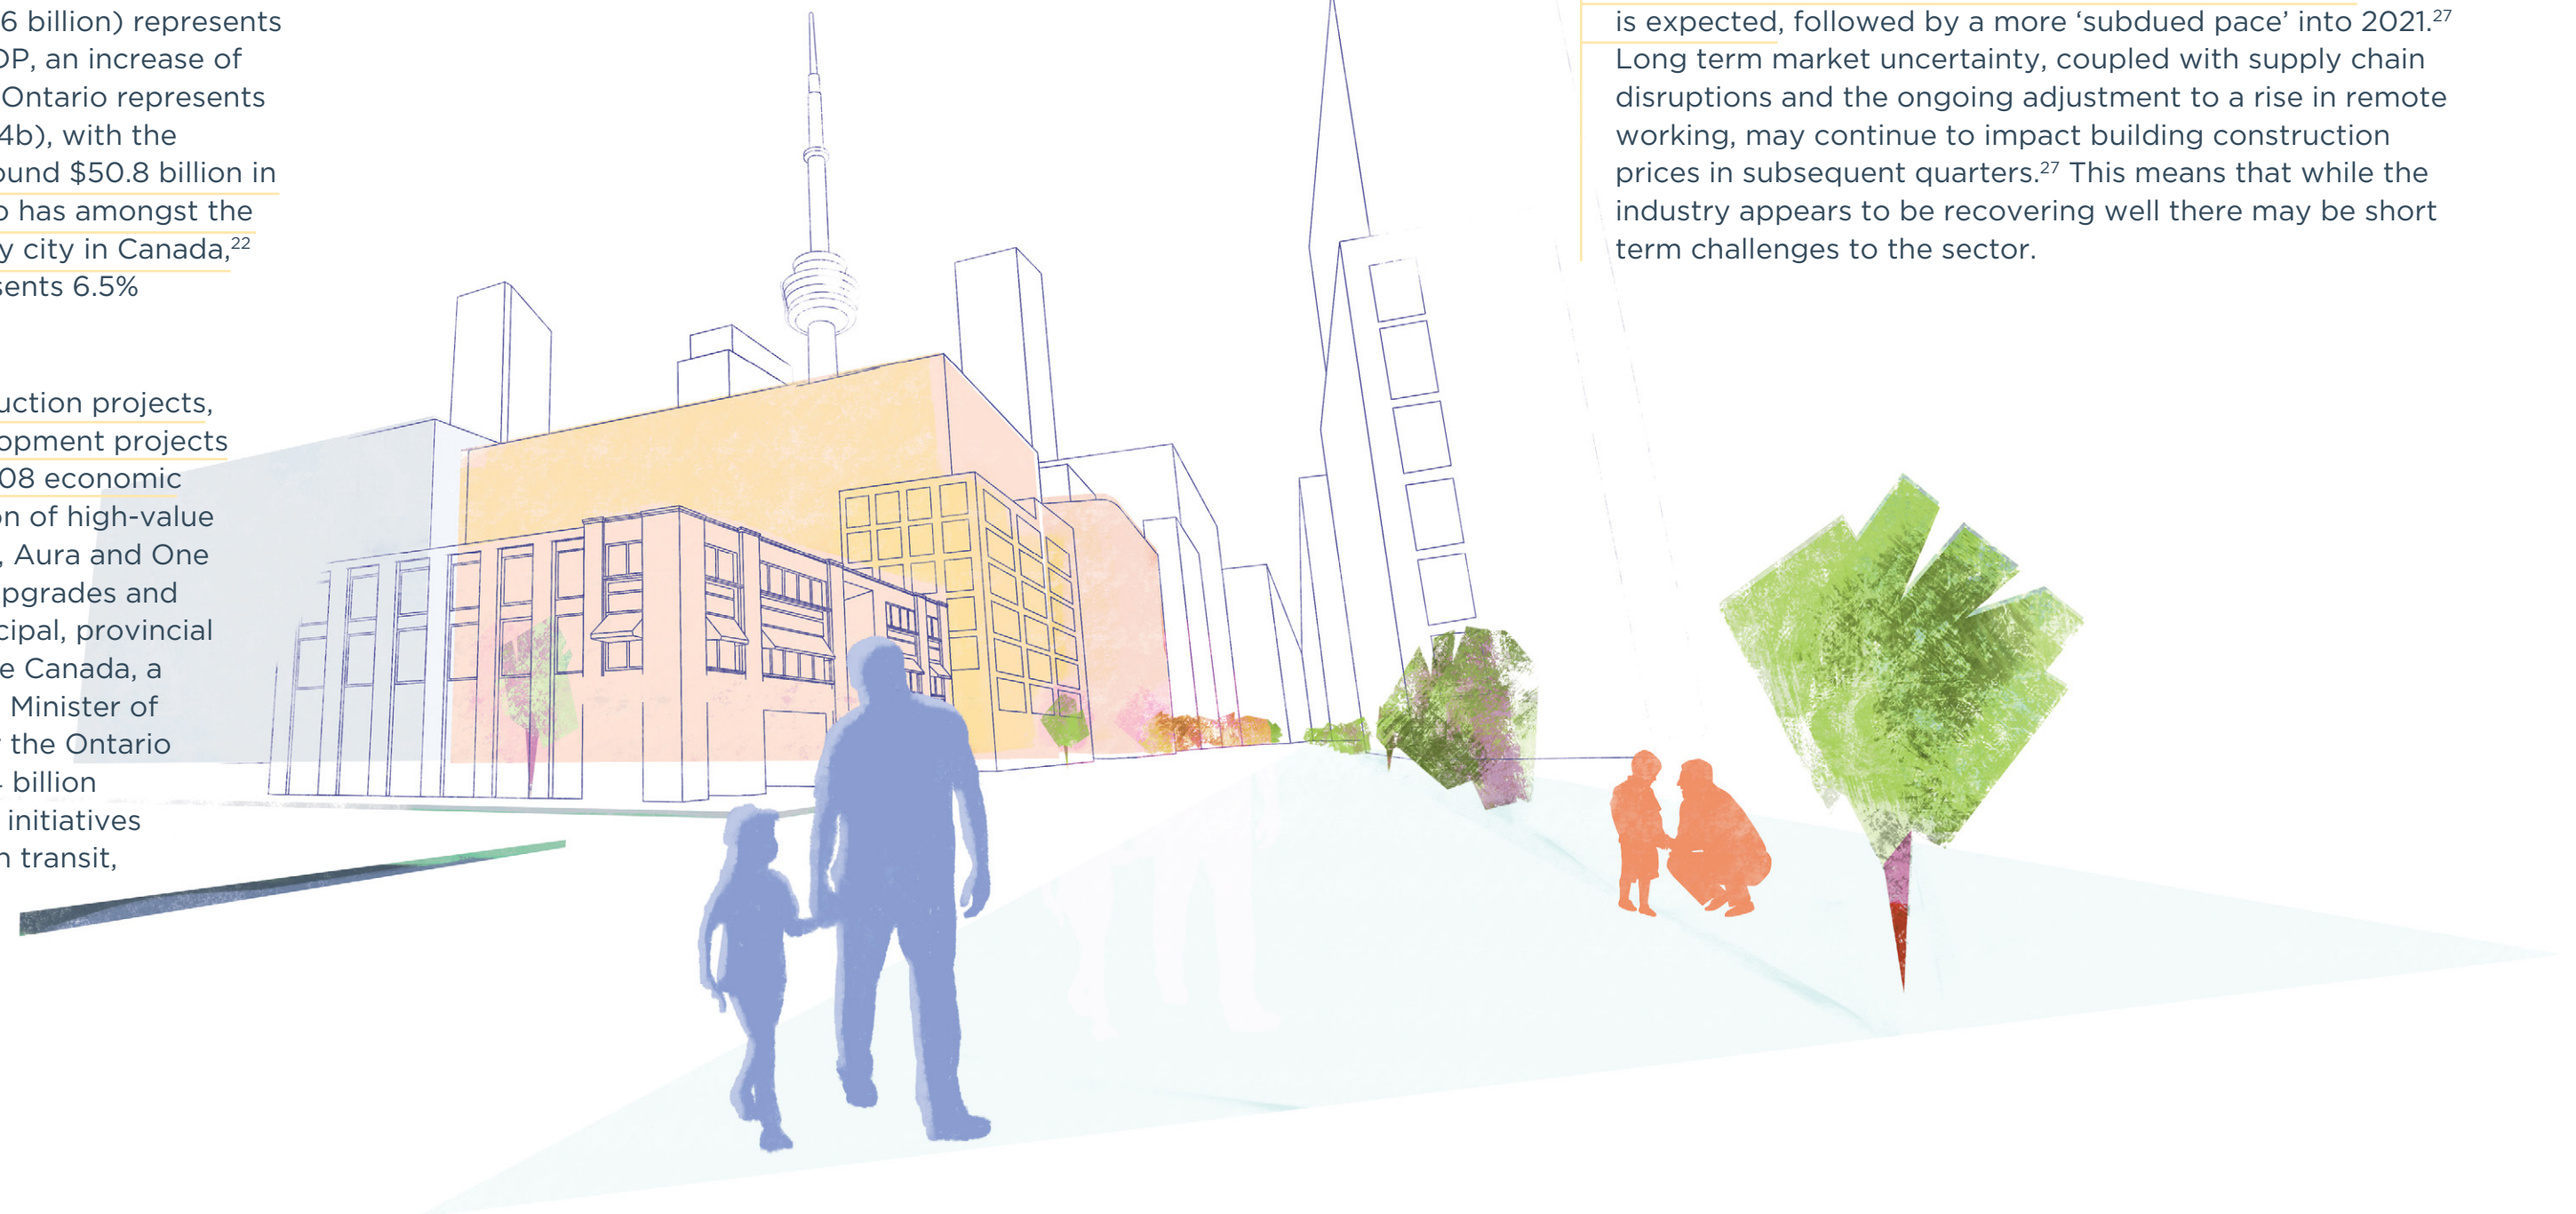 6 billion) represents
DP, an increase of
Ontario represents
4b), with the
ound $50.8 billion in
o has amongst the
y city in Canada,22
sents 6.5%
uction projects,
opment projects
08 economic
on of high-value
, Aura and One
pgrades and
cipal, provincial
e Canada, a
Minister of
the Ontario
billion
initiatives
n transit,
is expected, followed by a more ‘subdued pace’ into 2021.27
Long term market uncertainty, coupled with supply chain
disruptions and the ongoing adjustment to a rise in remote
working, may continue to impact building construction
prices in subsequent quarters.27 This means that while the
industry appears to be recovering well there may be short
term challenges to the sector.